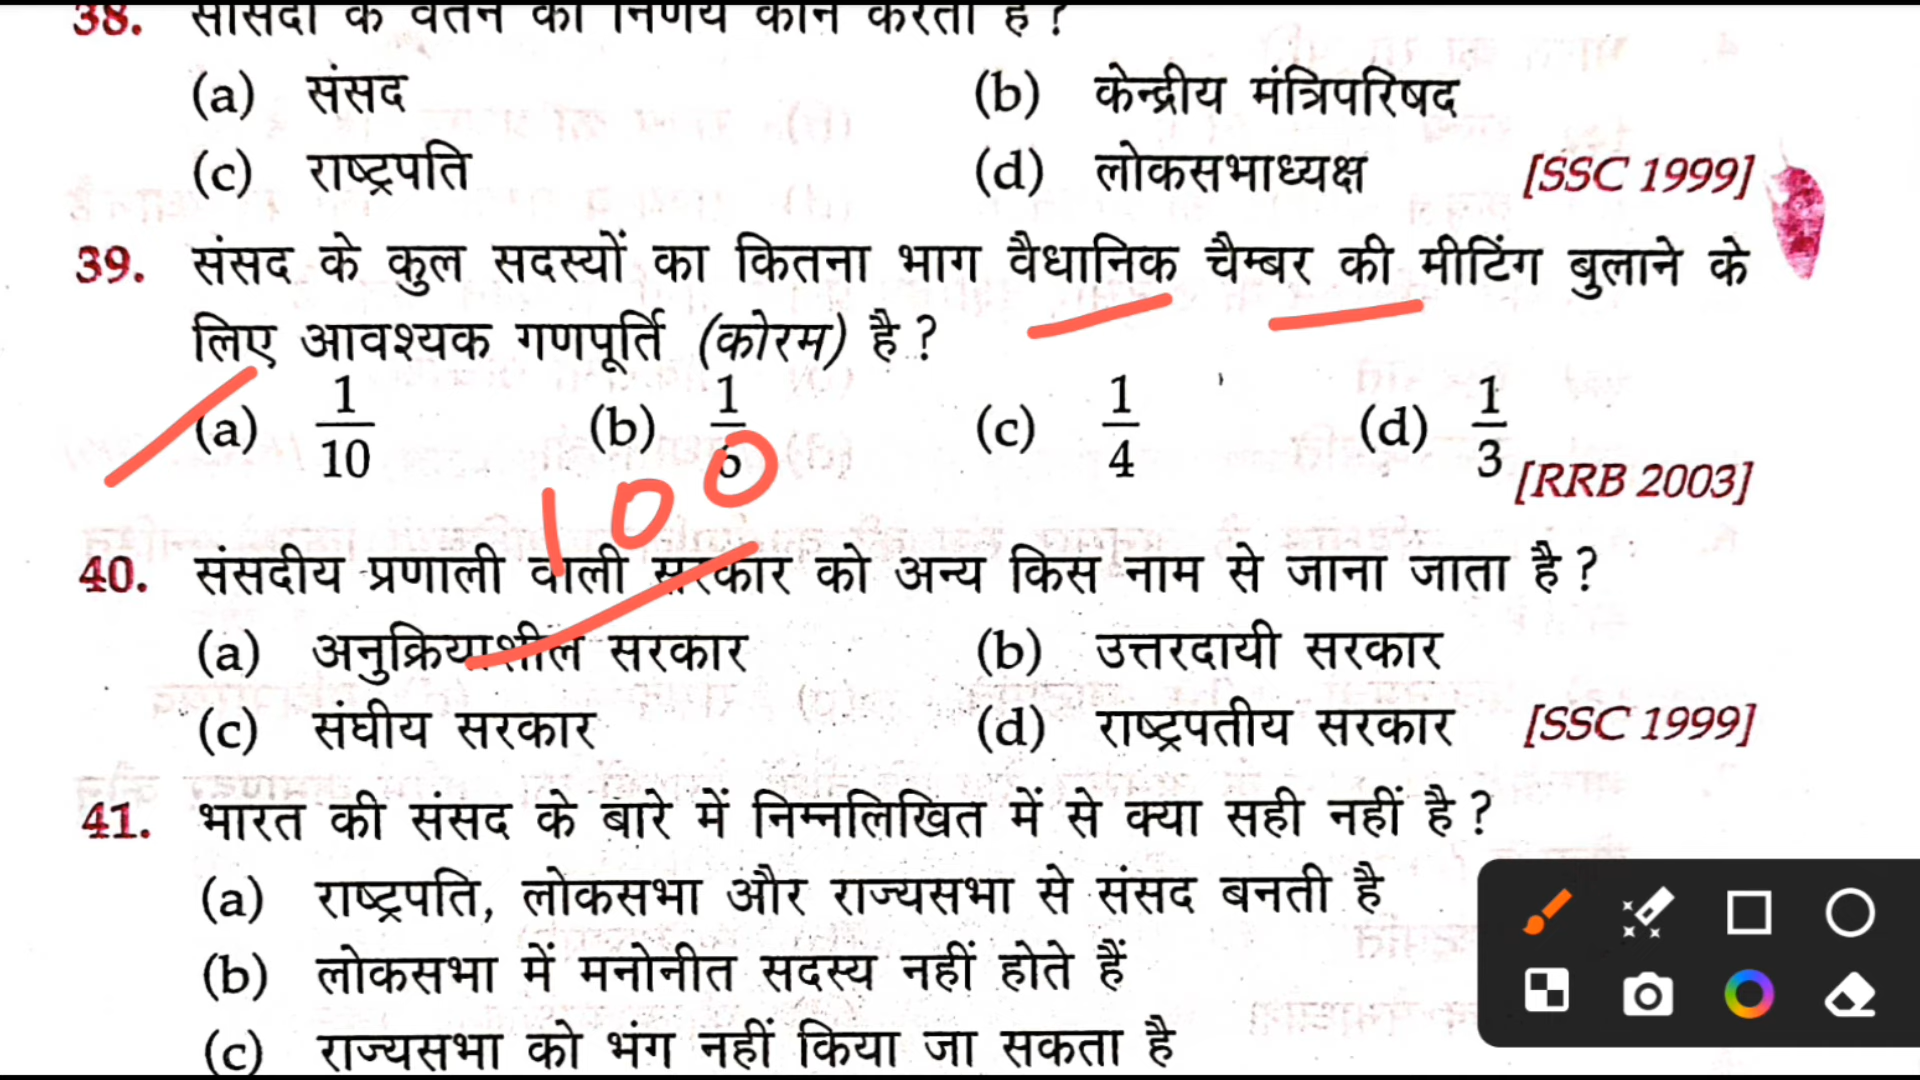 38. सांसदों के वेतन का निर्णय कौन करता है ?
(a) संसद (b) केन्द्रीय मंत्रिपरिषद
(c) राष्ट्रपति (d) लोकसभाध्यक्ष [SSC 1999]
39. संसद के कुल सदस्यों का कितना भाग वैधानिक चैम्बर की मीटिंग बुलाने के
लिए आवश्यक गणपूर्ति (कोरम) है ?
(a) 1/10 (b) 1/6 (c) 1/4 (d) 1/3
[RRB 2003]
100
40. संसदीय प्रणाली वाली सरकार को अन्य किस नाम से जाना जाता है ?
(a) अनुक्रियाशील सरकार (b) उत्तरदायी सरकार
(c) संघीय सरकार (d) राष्ट्रपतीय सरकार [SSC 1999]
41. भारत की संसद के बारे में निम्नलिखित में से क्या सही नहीं है ?
(a) राष्ट्रपति, लोकसभा और राज्यसभा से संसद बनती है
(b) लोकसभा में मनोनीत सदस्य नहीं होते हैं
(c) राज्यसभा को भंग नहीं किया जा सकता है